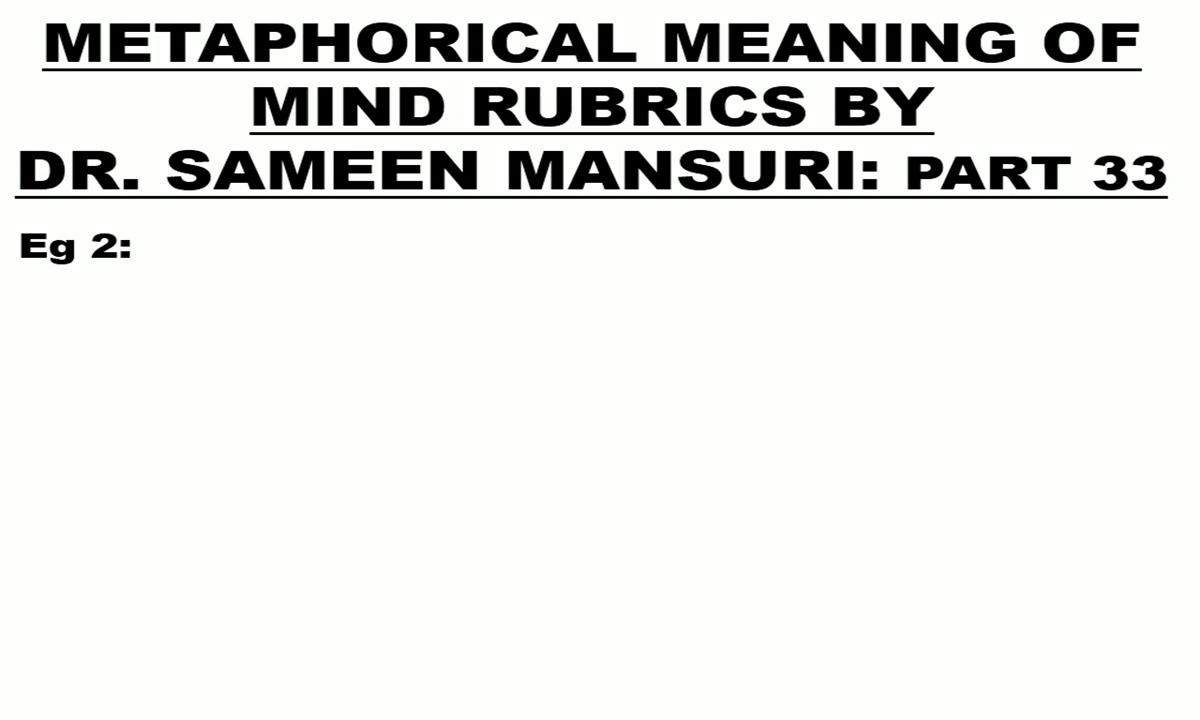 METAPHORICAL MEANING OF
MIND RUBRICS BY
DR. SAMEEN MANSURI: PART 33
Eg 2: